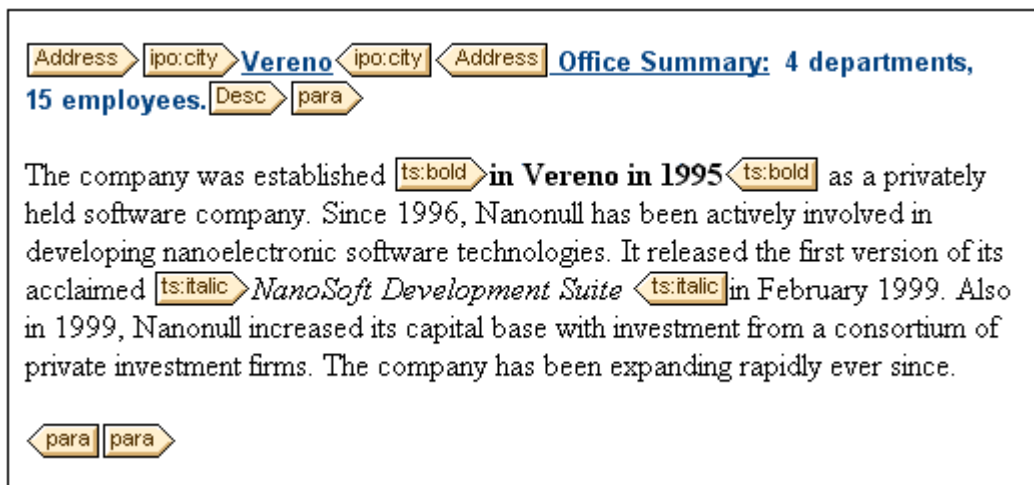 Address ipo:city Vereno ipo:city Address Office Summary: 4 departments,
15 employees. Desc para
The company was established ts:bold in Vereno in 1995 ts:bold as a privately
held software company. Since 1996, Nanonull has been actively involved in
developing nanoelectronic software technologies. It released the first version of its
acclaimed ts:italic NanoSoft Development Suite ts:italic in February 1999. Also
in 1999, Nanonull increased its capital base with investment from a consortium of
private investment firms. The company has been expanding rapidly ever since.
para para